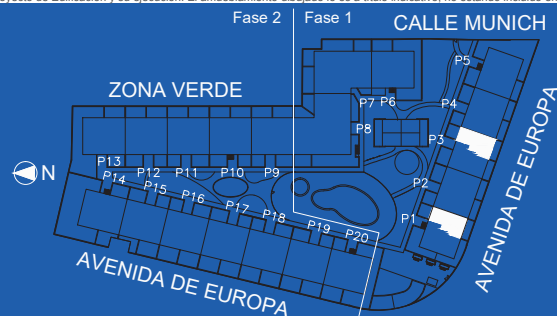 Fase 2 Fase 1
CALLE MUNICH
ZONA VERDE
AVENIDA DE EUROPA
AVENIDA DE EUROPA
N
P5
P4
P7 P6
P8
P3
P13 P12 P11 P10 P9
P14 P15 P16 P17 P18 P19 P20
P2
P1